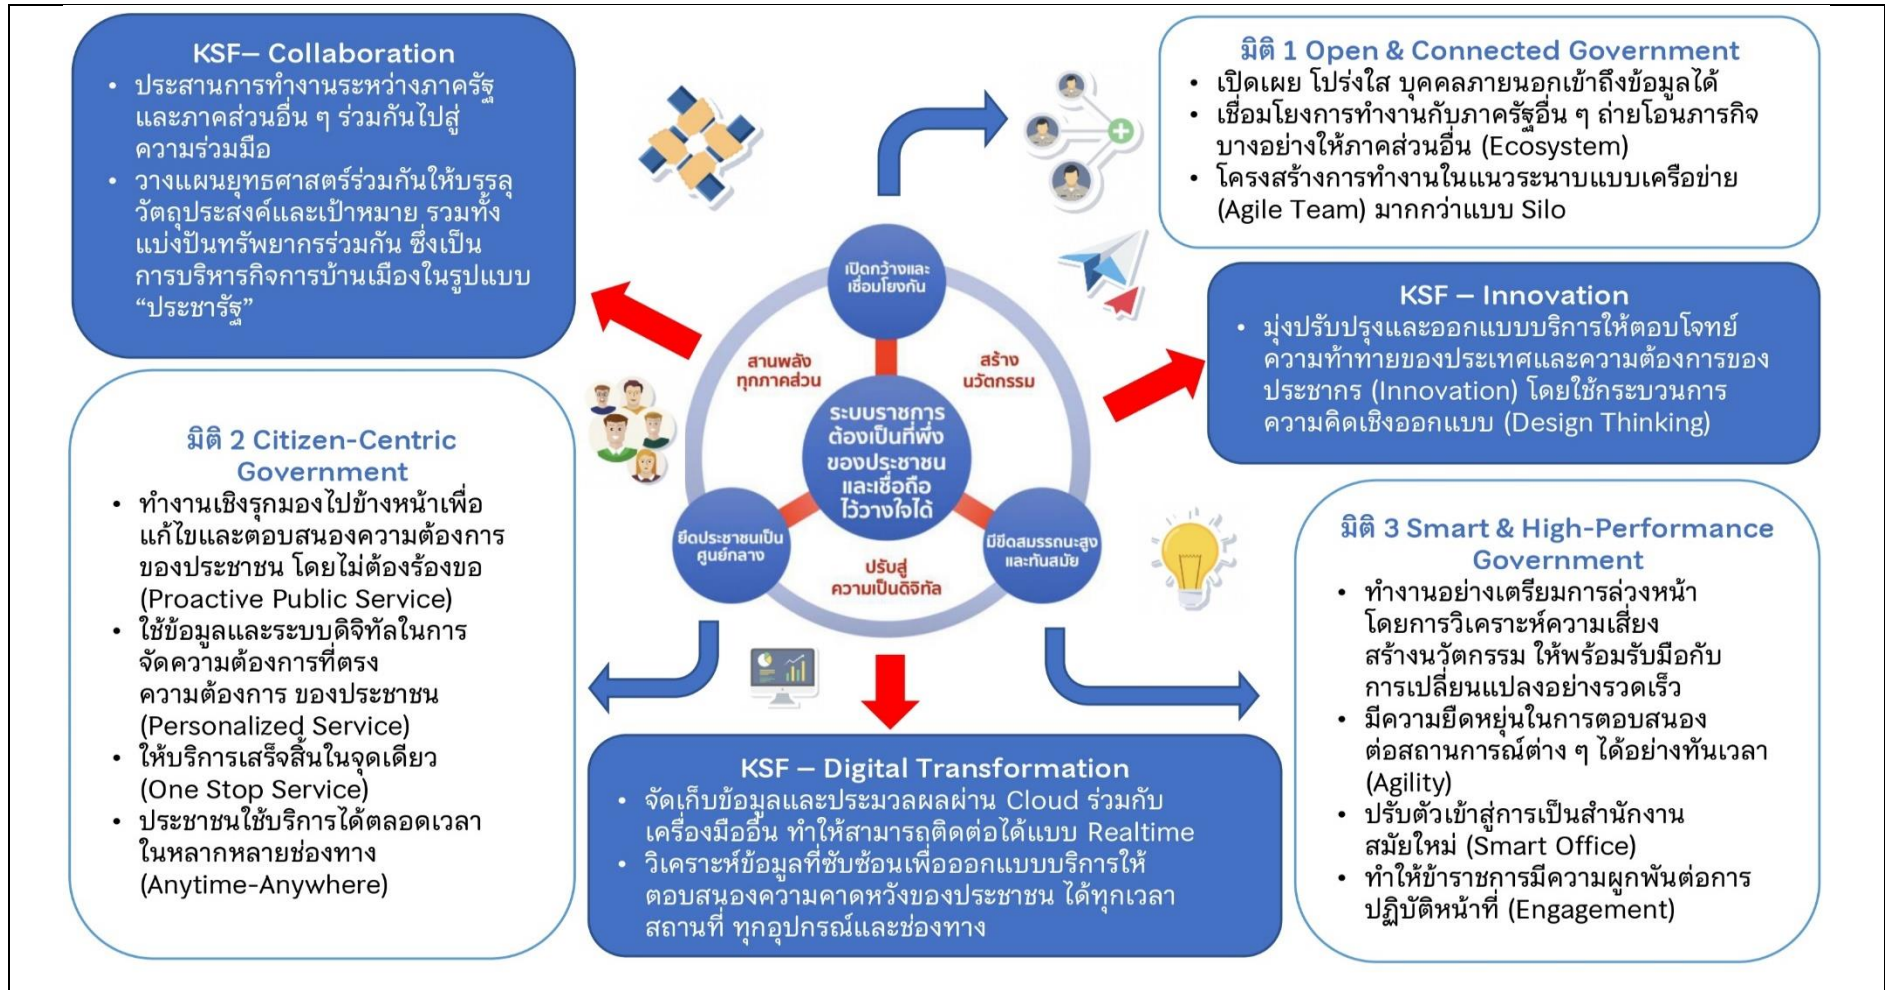 KSF– Collaboration
• ประสานการทำงานระหว่างภาครัฐ
และภาคส่วนอื่น ๆ ร่วมกันไปสู่
ความร่วมมือ
• วางแผนยุทธศาสตร์ร่วมกันให้บรรลุ
วัตถุประสงค์และเป้าหมาย รวมทั้ง
แบ่งปันทรัพยากรร่วมกัน ซึ่งเป็น
การบริหารกิจการบ้านเมืองในรูปแบบ
“ประชารัฐ”
มิติ 1 Open & Connected Government
• เปิดเผย โปร่งใส บุคคลภายนอกเข้าถึงข้อมูลได้
• เชื่อมโยงการทำงานกับภาครัฐอื่น ๆ ถ่ายโอนภารกิจ
บางอย่างให้ภาคส่วนอื่น (Ecosystem)
• โครงสร้างการทำงานในแนวระนาบแบบเครือข่าย
(Agile Team) มากกว่าแบบ Silo
KSF – Innovation
• มุ่งปรับปรุงและออกแบบบริการให้ตอบโจทย์
ความท้าทายของประเทศและความต้องการของ
ประชากร (Innovation) โดยใช้กระบวนการ
ความคิดเชิงออกแบบ (Design Thinking)
เปิดกว้างและ
เชื่อมโยงกัน
สานพลัง
ทุกภาคส่วน
สร้าง
นวัตกรรม
ระบบราชการ
ต้องเป็นที่พึ่ง
ของประชาชน
และเชื่อถือ
ไว้วางใจได้
ยึดประชาชนเป็น
ศูนย์กลาง
มีขีดสมรรถนะสูง
และทันสมัย
ปรับสู่
ความเป็นดิจิทัล
มิติ 2 Citizen-Centric
Government
• ทำงานเชิงรุกมองไปข้างหน้าเพื่อ
แก้ไขและตอบสนองความต้องการ
ของประชาชน โดยไม่ต้องร้องขอ
(Proactive Public Service)
• ใช้ข้อมูลและระบบดิจิทัลในการ
จัดความต้องการที่ตรง
ความต้องการ ของประชาชน
(Personalized Service)
• ให้บริการเสร็จสิ้นในจุดเดียว
(One Stop Service)
• ประชาชนใช้บริการได้ตลอดเวลา
ในหลากหลายช่องทาง
(Anytime-Anywhere)
KSF – Digital Transformation
• จัดเก็บข้อมูลและประมวลผลผ่าน Cloud ร่วมกับ
เครื่องมืออื่น ทำให้สามารถติดต่อได้แบบ Realtime
• วิเคราะห์ข้อมูลที่ซับซ้อนเพื่อออกแบบบริการให้
ตอบสนองความคาดหวังของประชาชน ได้ทุกเวลา
สถานที่ ทุกอุปกรณ์และช่องทาง
มิติ 3 Smart & High-Performance
Government
• ทำงานอย่างเตรียมการล่วงหน้า
โดยการวิเคราะห์ความเสี่ยง
สร้างนวัตกรรม ให้พร้อมรับมือกับ
การเปลี่ยนแปลงอย่างรวดเร็ว
• มีความยืดหยุ่นในการตอบสนอง
ต่อสถานการณ์ต่าง ๆ ได้อย่างทันเวลา
(Agility)
• ปรับตัวเข้าสู่การเป็นสำนักงาน
สมัยใหม่ (Smart Office)
• ทำให้ข้าราชการมีความผูกพันต่อการ
ปฏิบัติหน้าที่ (Engagement)